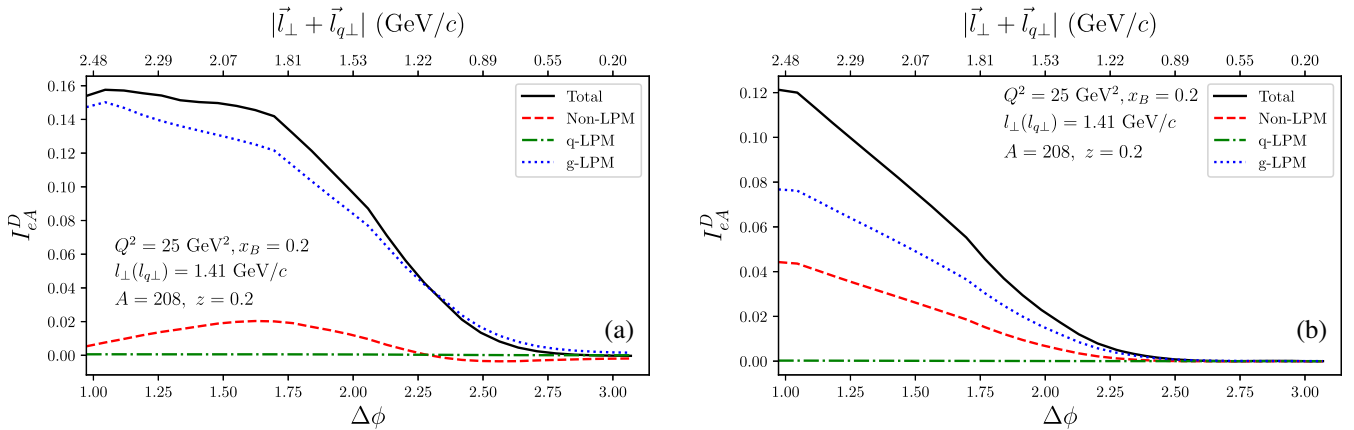 |l⃗⊥ + l⃗q⊥| (GeV/c)
2.48 2.29 2.07 1.81 1.53 1.22 0.89 0.55 0.20
0.16
0.14
0.12
0.10
0.08
0.06
0.04
0.02
0.00
I^D_eA
Total
Non-LPM
q-LPM
g-LPM
Q² = 25 GeV², x_B = 0.2
l⊥(lq⊥) = 1.41 GeV/c
A = 208, z = 0.2
(a)
1.00 1.25 1.50 1.75 2.00 2.25 2.50 2.75 3.00
Δϕ
|l⃗⊥ + l⃗q⊥| (GeV/c)
2.48 2.29 2.07 1.81 1.53 1.22 0.89 0.55 0.20
0.12
0.10
0.08
0.06
0.04
0.02
0.00
I^D_eA
Q² = 25 GeV², x_B = 0.2
l⊥(lq⊥) = 1.41 GeV/c
A = 208, z = 0.2
Total
Non-LPM
q-LPM
g-LPM
(b)
1.00 1.25 1.50 1.75 2.00 2.25 2.50 2.75 3.00
Δϕ